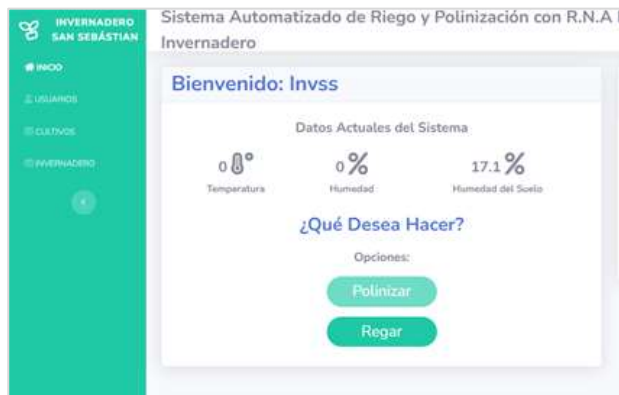 INVERNADERO
SAN SEBÁSTIAN
INICIO
USUARIOS
CULTIVOS
INVERNADERO
Sistema Automatizado de Riego y Polinización con R.N.A
Invernadero
Bienvenido: Invss
Datos Actuales del Sistema
0 °
0 %
17.1 %
Temperatura
Humedad
Humedad del Suelo
¿Qué Desea Hacer?
Opciones:
Polinizar
Regar